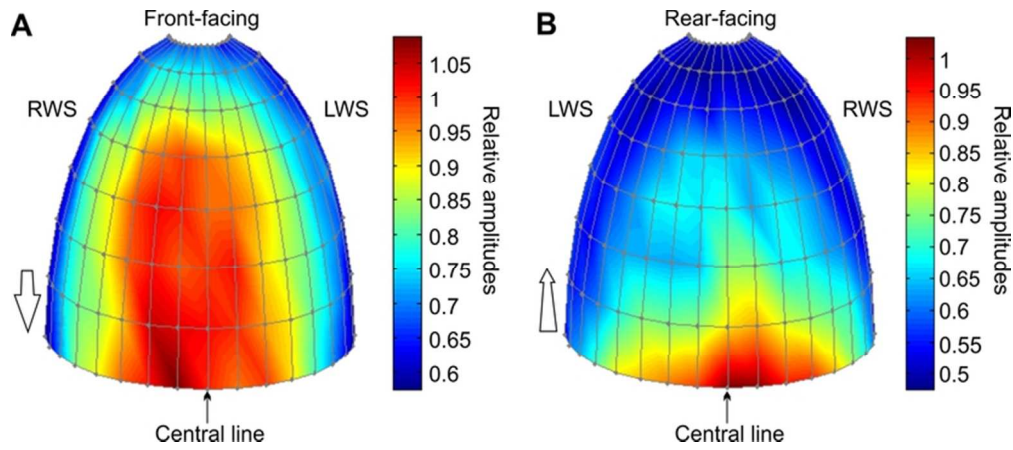 A
Front-facing
RWS
LWS
1.05
1
0.95
0.9
0.85
0.8
0.75
0.7
0.65
0.6
Relative amplitudes
Central line
B
Rear-facing
LWS
RWS
1
0.95
0.9
0.85
0.8
0.75
0.7
0.65
0.6
0.55
0.5
Relative amplitudes
Central line